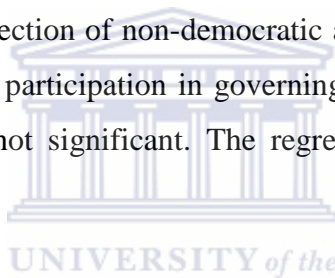 ection of non-democratic a
participation in governing
not significant. The regre
UNIVERSITY of the